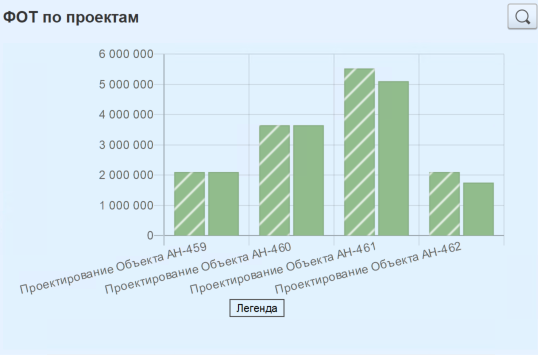 ФОТ по проектам
6 000 000
5 000 000
4 000 000
3 000 000
2 000 000
1 000 000
0
Проектирование Объекта АН-459
Проектирование Объекта АН-460
Проектирование Объекта АН-461
Проектирование Объекта АН-462
Легенда